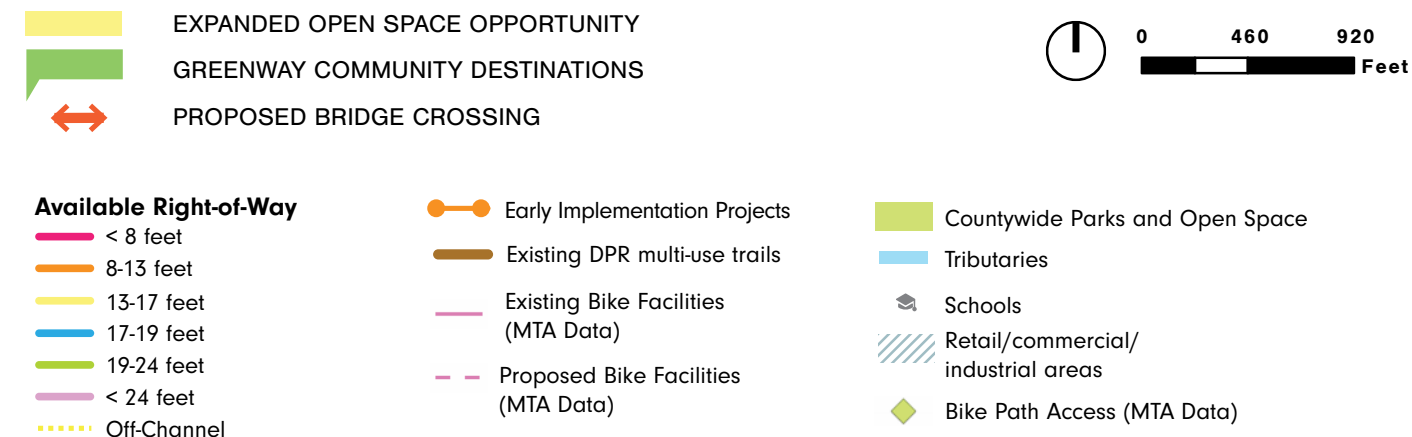 EXPANDED OPEN SPACE OPPORTUNITY
GREENWAY COMMUNITY DESTINATIONS
PROPOSED BRIDGE CROSSING
0 460 920
Feet
Available Right-of-Way
< 8 feet
8-13 feet
13-17 feet
17-19 feet
19-24 feet
< 24 feet
Off-Channel
Early Implementation Projects
Existing DPR multi-use trails
Existing Bike Facilities
(MTA Data)
Proposed Bike Facilities
(MTA Data)
Countywide Parks and Open Space
Tributaries
Schools
Retail/commercial/
industrial areas
Bike Path Access (MTA Data)